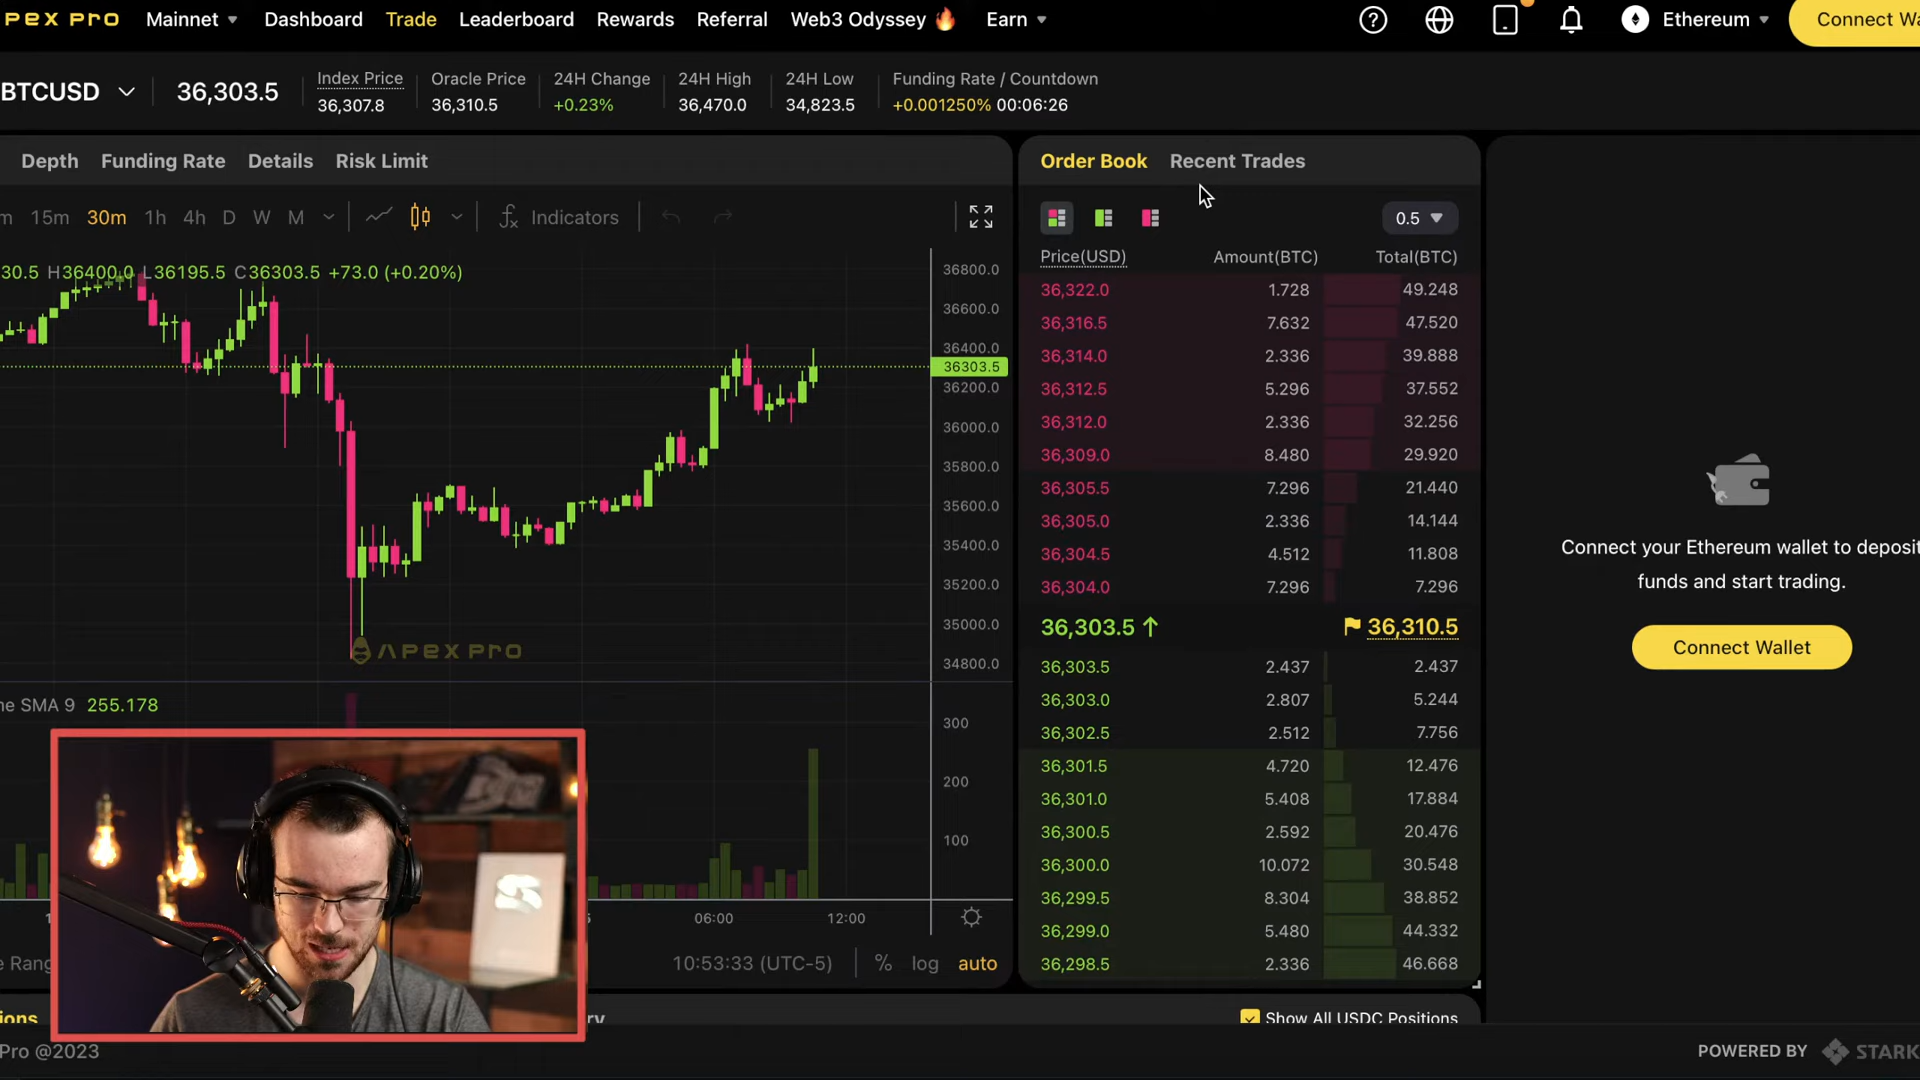 pex pro Mainnet Dashboard Trade Leaderboard Rewards Referral Web3 Odyssey Earn Ethereum Connect Wa
BTCUSD 36,303.5
Index Price 36,307.8
Oracle Price 36,310.5
24H Change +0.23%
24H High 36,470.0
24H Low 34,823.5
Funding Rate / Countdown +0.001250% 00:06:26
Depth Funding Rate Details Risk Limit
m 15m 30m 1h 4h D W M Indicators
30.5 H36400.0 L36195.5 C36303.5 +73.0 (+0.20%)
36800.0
36600.0
36400.0
36303.5
36200.0
36000.0
35800.0
35600.0
35400.0
35200.0
35000.0
34800.0
Apex pro
ne SMA 9 255.178
300
200
100
06:00 12:00
e Rang 10:53:33 (UTC-5) % log auto
Order Book Recent Trades
0.5
Price(USD) Amount(BTC) Total(BTC)
36,322.0 1.728 49.248
36,316.5 7.632 47.520
36,314.0 2.336 39.888
36,312.5 5.296 37.552
36,312.0 2.336 32.256
36,309.0 8.480 29.920
36,305.5 7.296 21.440
36,305.0 2.336 14.144
36,304.5 4.512 11.808
36,304.0 7.296 7.296
36,303.5 36,310.5
36,303.5 2.437 2.437
36,303.0 2.807 5.244
36,302.5 2.512 7.756
36,301.5 4.720 12.476
36,301.0 5.408 17.884
36,300.5 2.592 20.476
36,300.0 10.072 30.548
36,299.5 8.304 38.852
36,299.0 5.480 44.332
36,298.5 2.336 46.668
Connect your Ethereum wallet to deposit
funds and start trading.
Connect Wallet
ions ry Show All USDC Positions
Pro @2023 POWERED BY STARK